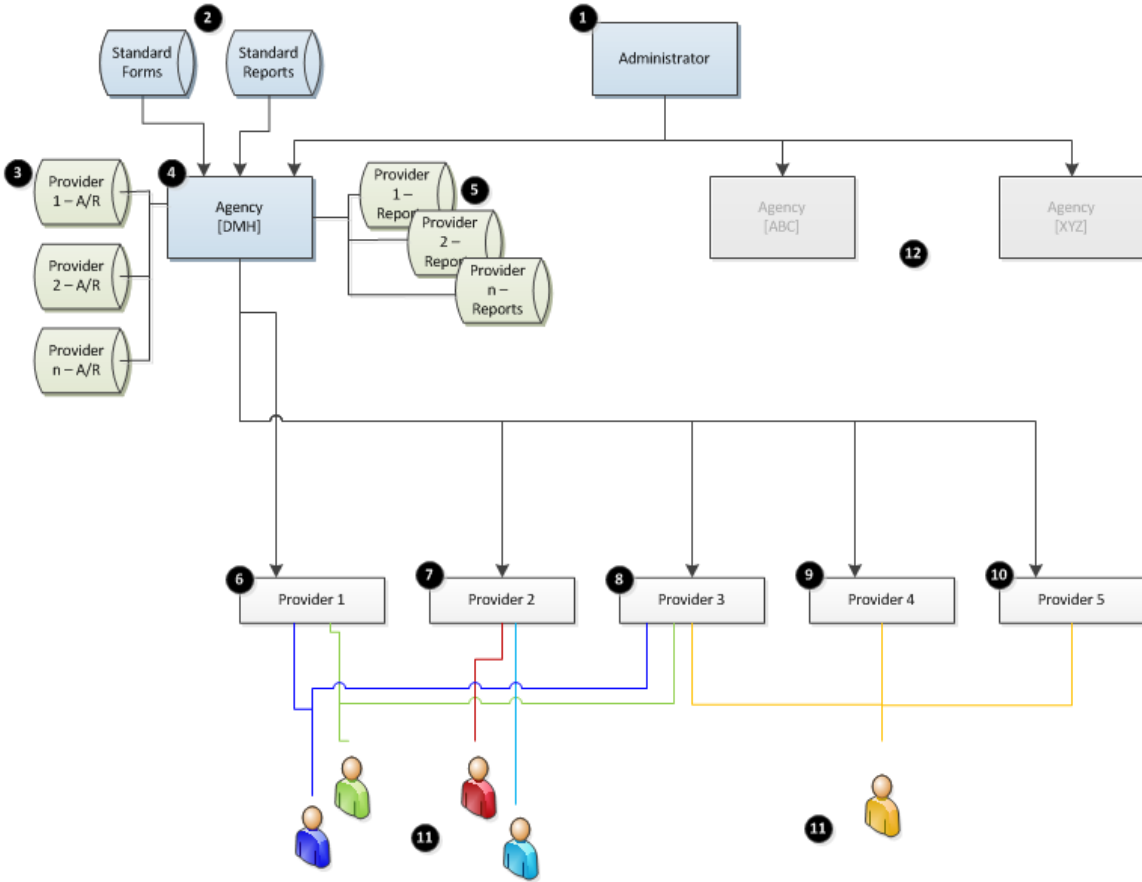 2
1
Standard
Forms
Standard
Reports
Administrator
3
Provider
1 – A/R
4
Agency
[DMH]
Provider
1 –
Report
5
Provider
2 –
Report
Provider
n –
Reports
Agency
[ABC]
Agency
[XYZ]
12
Provider
2 – A/R
Provider
n – A/R
6
Provider 1
7
Provider 2
8
Provider 3
9
Provider 4
10
Provider 5
11
11